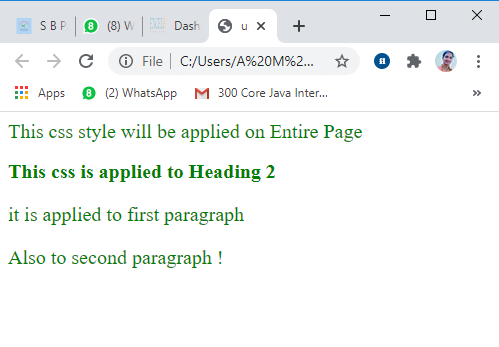 S B P
8
(8) W
Dash
u
File
C:/Users/A%20M%2...
Apps
8
(2) WhatsApp
300 Core Java Inter...
»
This css style will be applied on Entire Page
This css is applied to Heading 2
it is applied to first paragraph
Also to second paragraph !